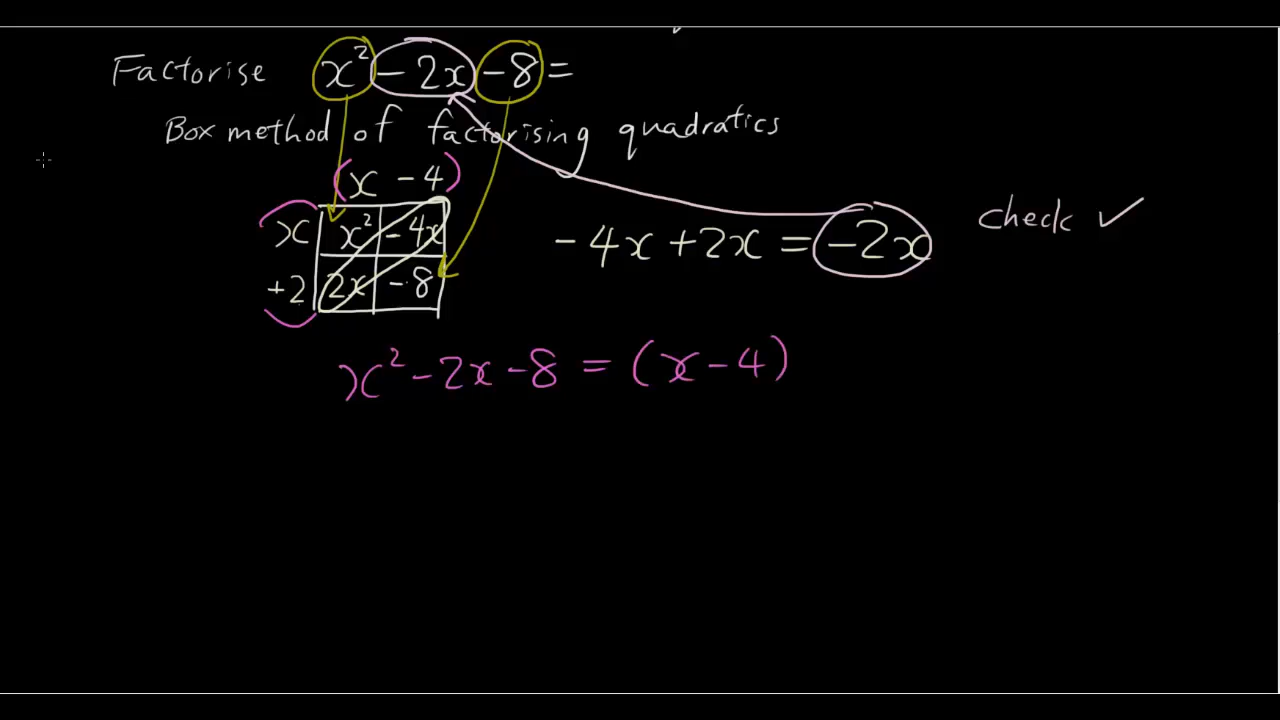 Factorise x² - 2x - 8 =
Box method of factorising quadratics
(x - 4)
x x² - 4x
- 4x + 2x = - 2x check ✓
+2 2x - 8
x² - 2x - 8 = (x - 4)